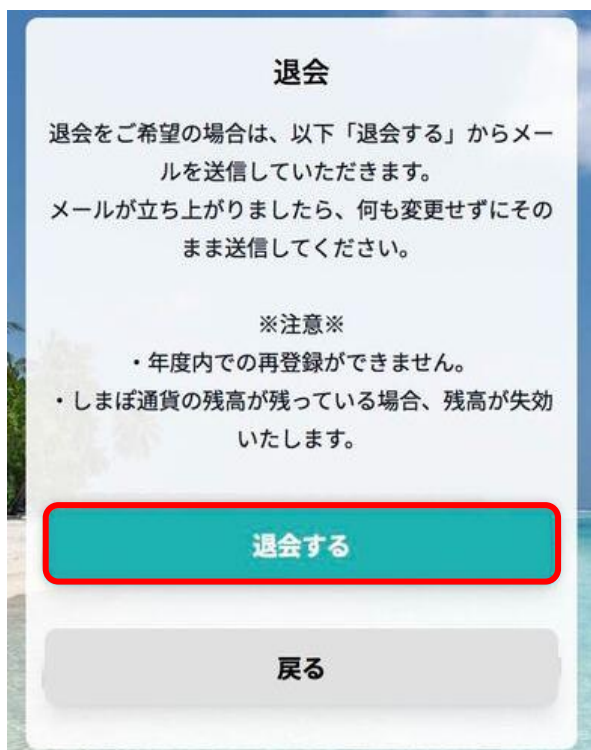 退会
退会をご希望の場合は、以下「退会する」からメー
ルを送信していただきます。
メールが立ち上がりましたら、何も変更せずにその
まま送信してください。
※注意※
・年度内での再登録ができません。
・しまぽ通貨の残高が残っている場合、残高が失効
いたします。
退会する
戻る